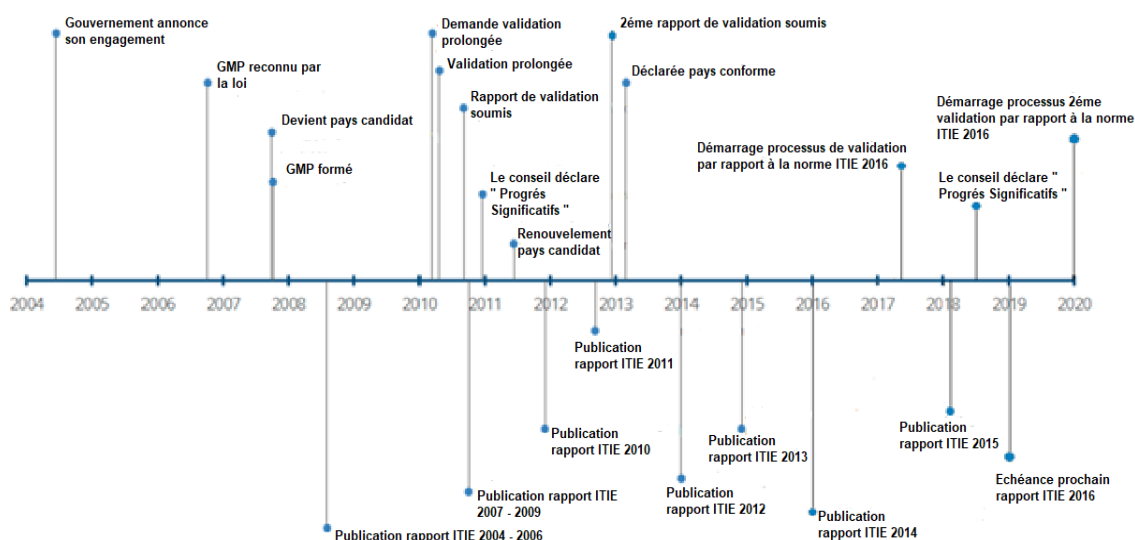 Gouvernement annonce
son engagement
GMP reconnu par
la loi
Devient pays candidat
GMP formé
Demande validation
prolongée
Validation prolongée
Rapport de validation
soumis
Le conseil déclare
" Progrés
Significatifs "
Renouvelement
pays candidat
2éme rapport de validation soumis
Déclarée pays conforme
Démarrage processus de validation
par rapport à la norme ITIE 2016
Démarrage processus 2éme
validation par rapport à la norme
ITIE 2016
Le conseil déclare "
Progrés Significatifs "
2004 2005 2006 2007 2008 2009 2010 2011 2012 2013 2014 2015 2016 2017 2018 2019 2020
Publication rapport ITIE 2004 - 2006
Publication rapport ITIE
2007 - 2009
Publication
rapport ITIE 2010
Publication
rapport ITIE 2011
Publication
rapport ITIE 2012
Publication
rapport ITIE 2013
Publication
rapport ITIE 2014
Publication
rapport ITIE 2015
Echéance prochain
rapport ITIE 2016